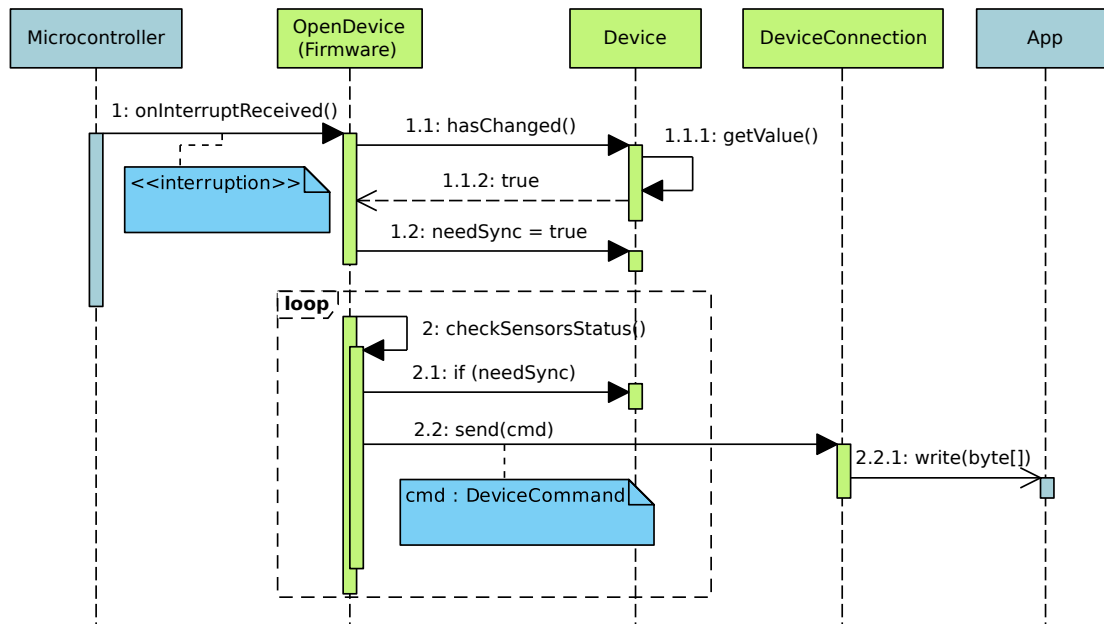 Microcontroller
OpenDevice
(Firmware)
Device
DeviceConnection
App
1: onInterruptReceived()
1.1: hasChanged()
1.1.1: getValue()
<<interruption>>
1.1.2: true
1.2: needSync = true
loop
2: checkSensorsStatus()
2.1: if (needSync)
2.2: send(cmd)
2.2.1: write(byte[])
cmd : DeviceCommand